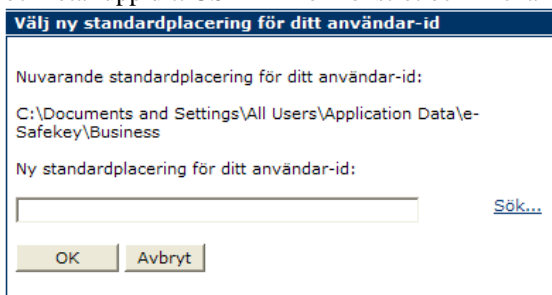 Välj ny standardplacering för ditt användar-id
Nuvarande standardplacering för ditt användar-id:
C:\Documents and Settings\All Users\Application Data\e-
Safekey\Business
Ny standardplacering för ditt användar-id:
Sök...
OK Avbryt